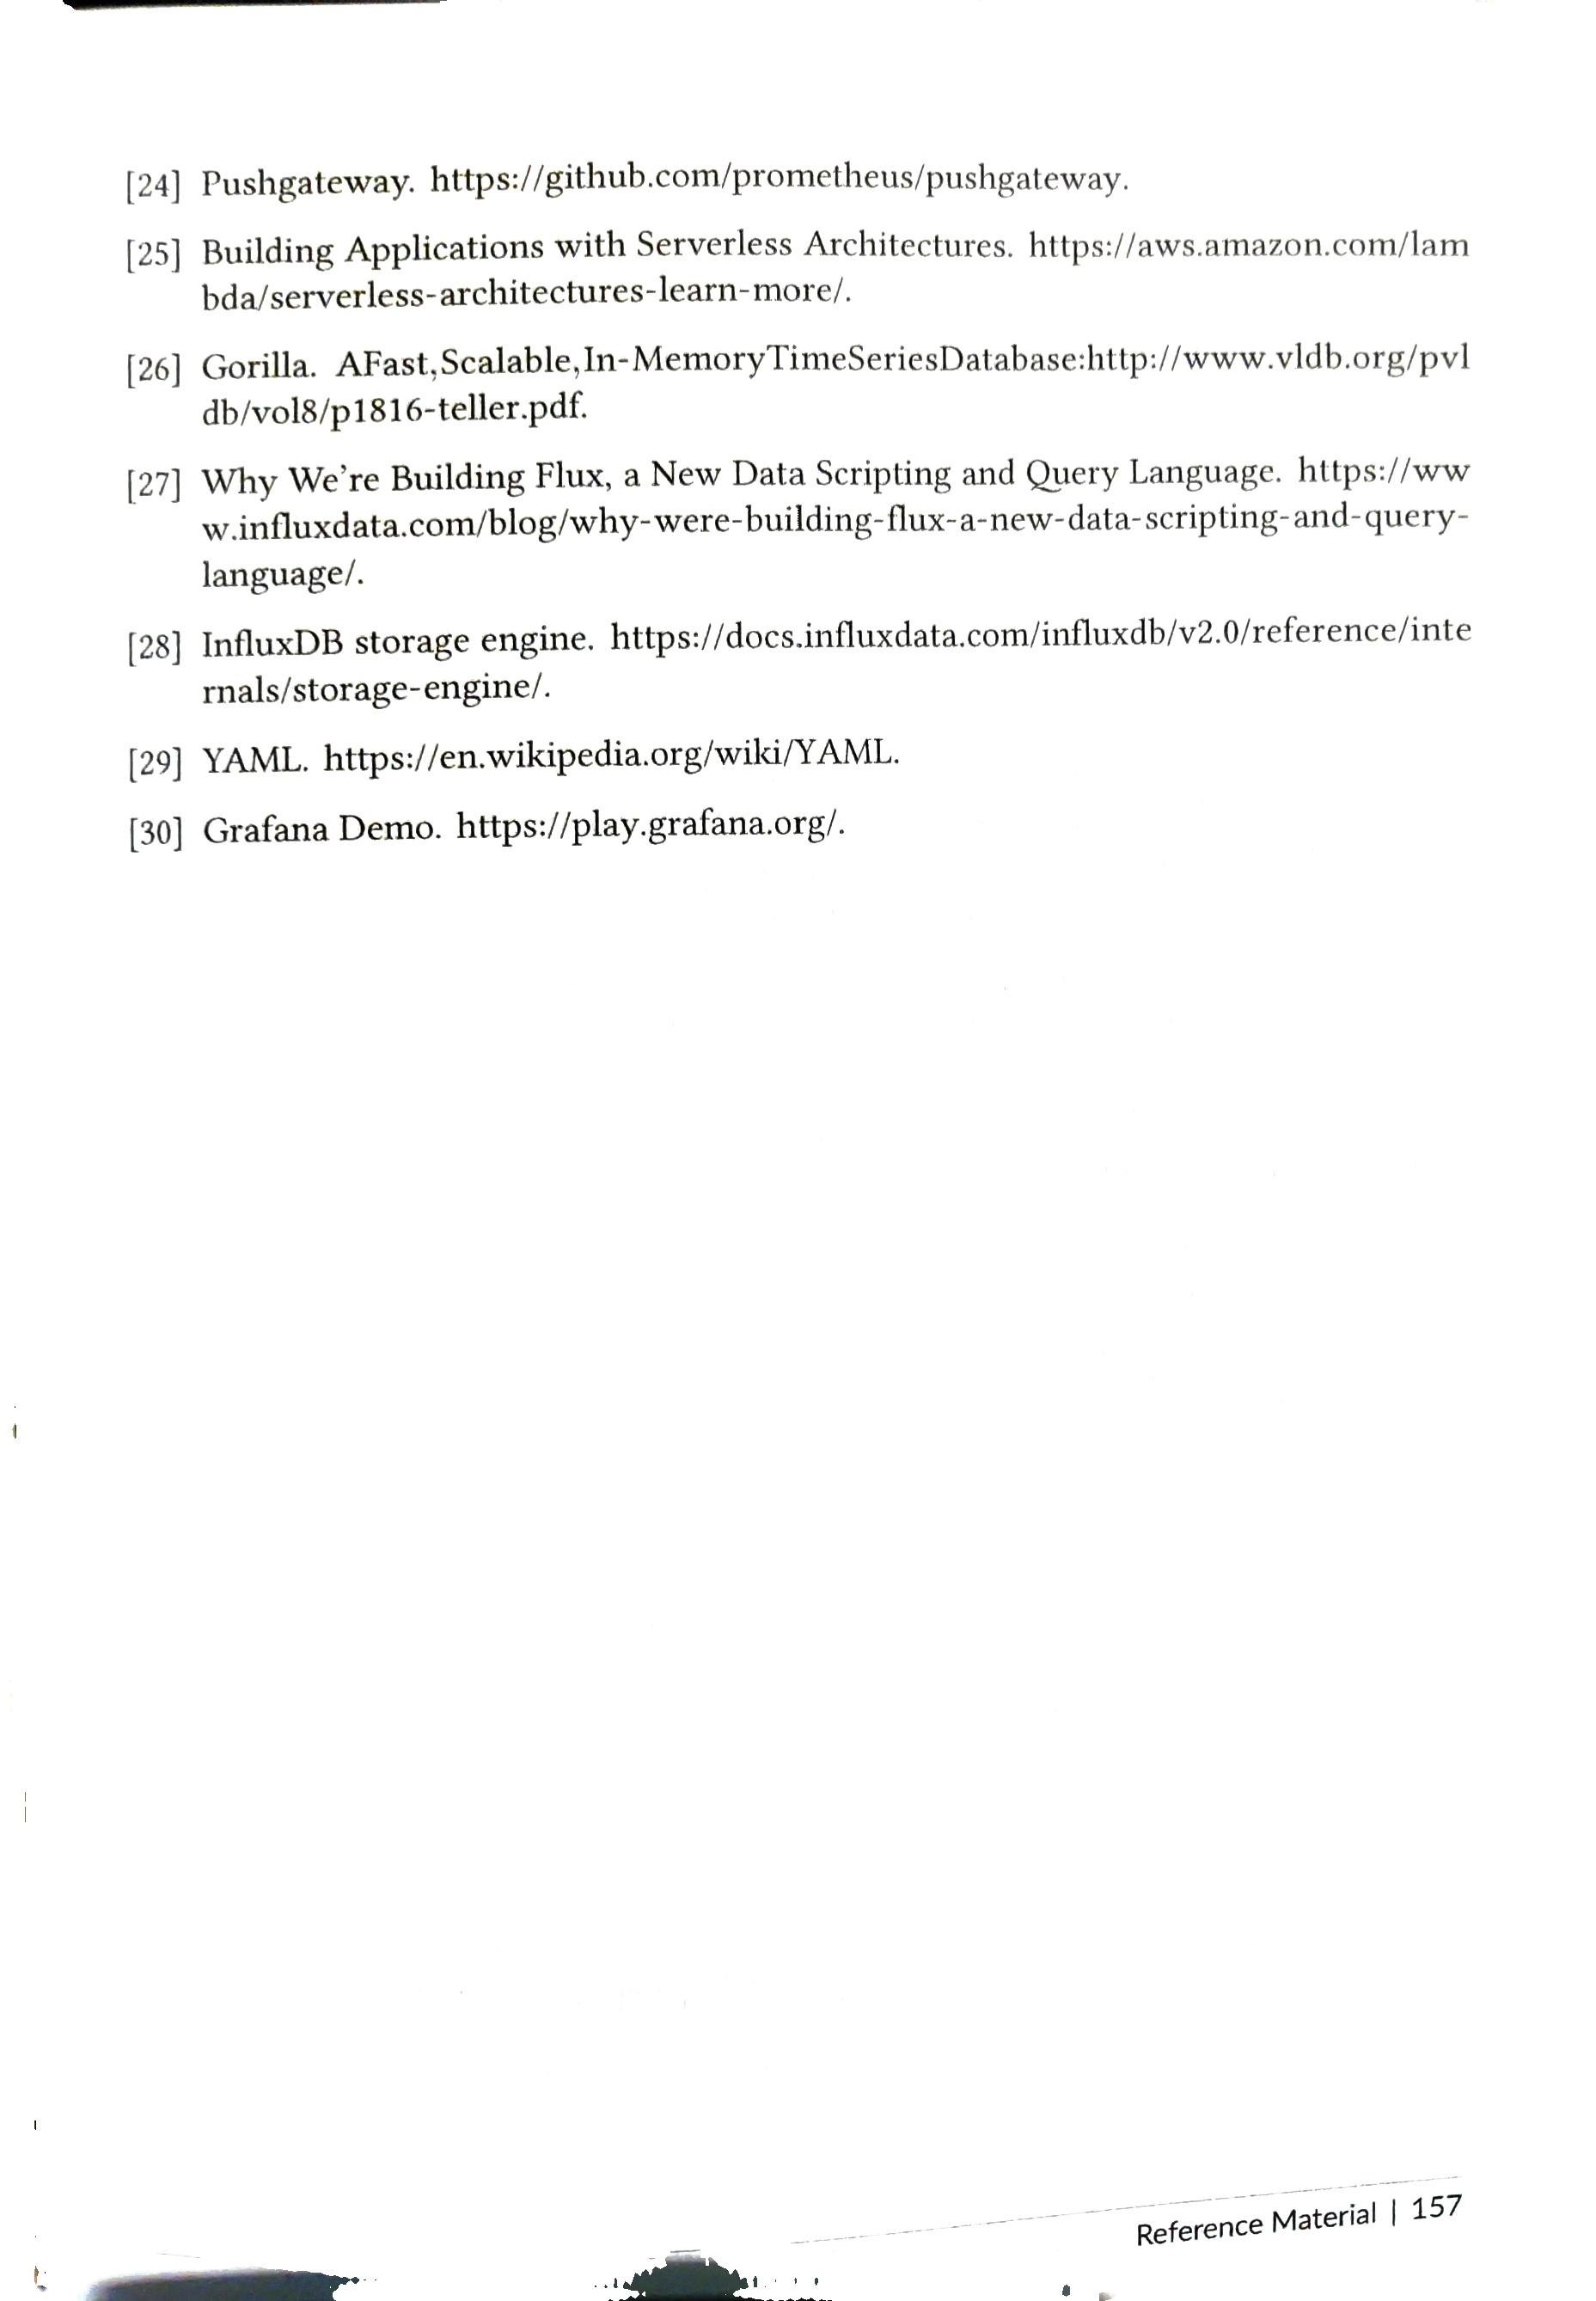 [24] Pushgateway. https://github.com/prometheus/pushgateway.
[25] Building Applications with Serverless Architectures. https://aws.amazon.com/lam
bda/serverless-architectures-learn-more/.
[26] Gorilla. AFast,Scalable,In-MemoryTimeSeriesDatabase:http://www.vldb.org/pvl
db/vol8/p1816-teller.pdf.
[27] Why We're Building Flux, a New Data Scripting and Query Language. https://ww
w.influxdata.com/blog/why-were-building-flux-a-new-data-scripting-and-query-
language/.
[28] InfluxDB storage engine. https://docs.influxdata.com/influxdb/v2.0/reference/inte
rnals/storage-engine/.
[29] YAML. https://en.wikipedia.org/wiki/YAML.
[30] Grafana Demo. https://play.grafana.org/.
Reference Material | 157